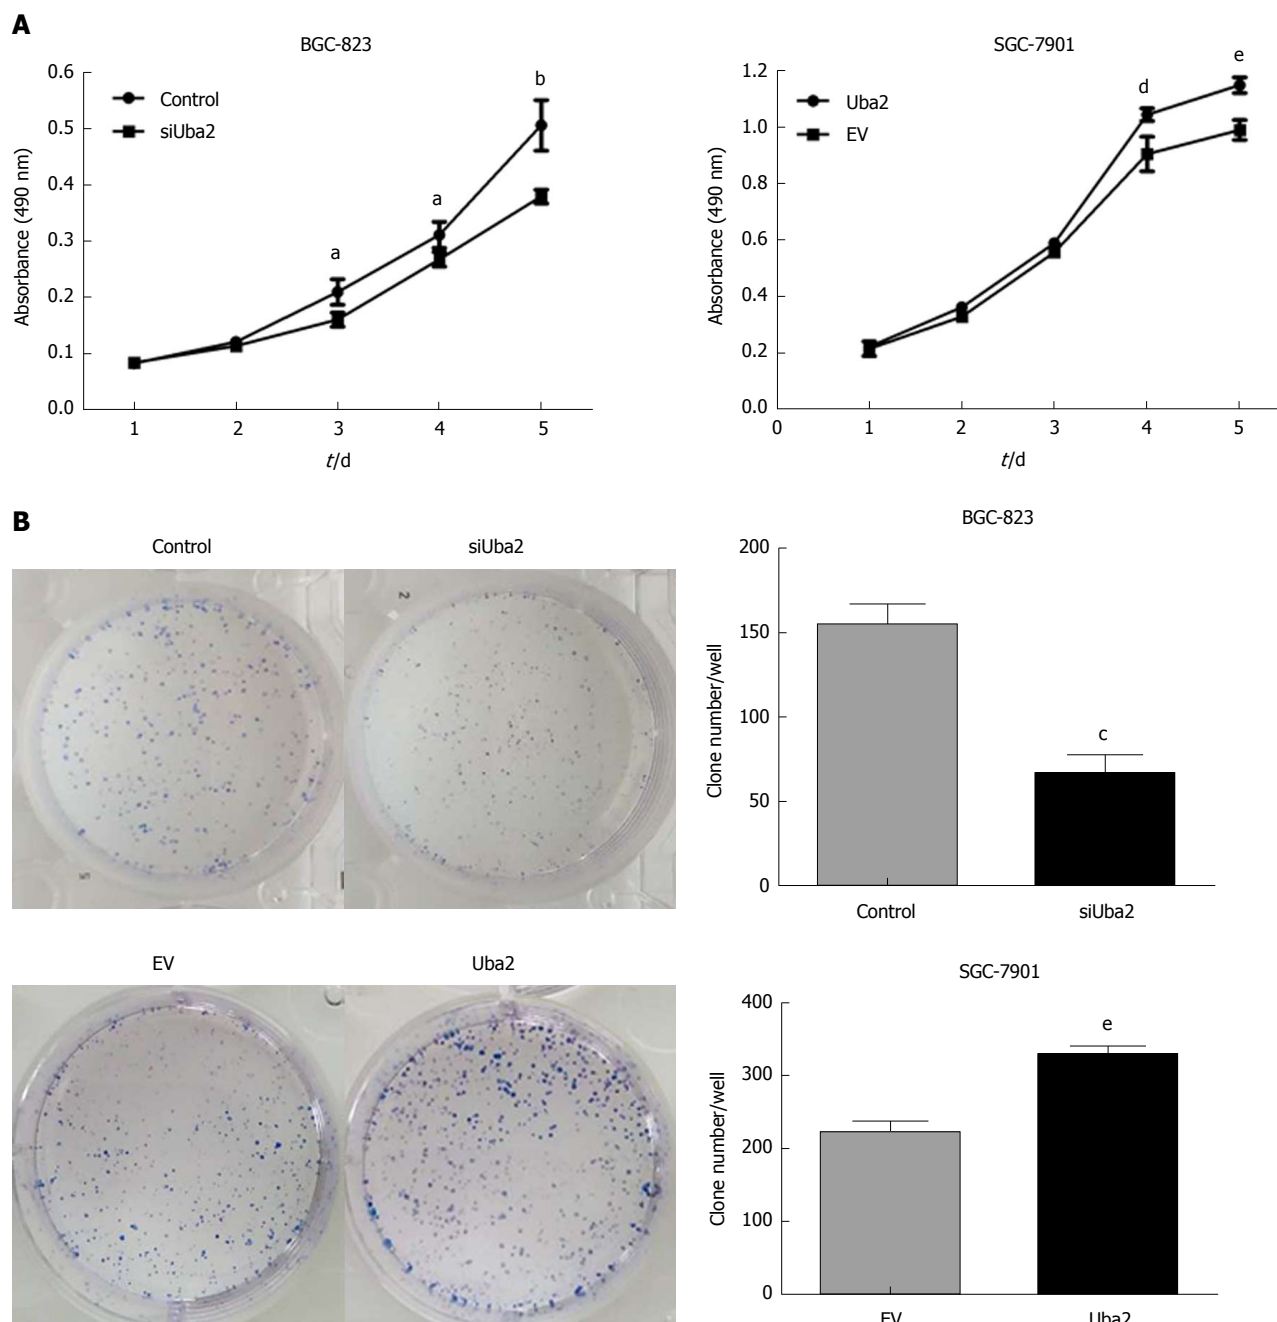 A
BGC-823
0.6
0.5
0.4
0.3
0.2
0.1
0.0
Absorbance (490 nm)
Control
siUba2
a
a
b
1 2 3 4 5
t/d
SGC-7901
1.2
1.0
0.8
0.6
0.4
0.2
0.0
Absorbance (490 nm)
Uba2
EV
d
e
0 1 2 3 4 5
t/d
B
Control
siUba2
2
BGC-823
200
150
100
50
0
Clone number/well
c
Control siUba2
EV
Uba2
SGC-7901
400
300
200
100
0
Clone number/well
e
EV Uba2